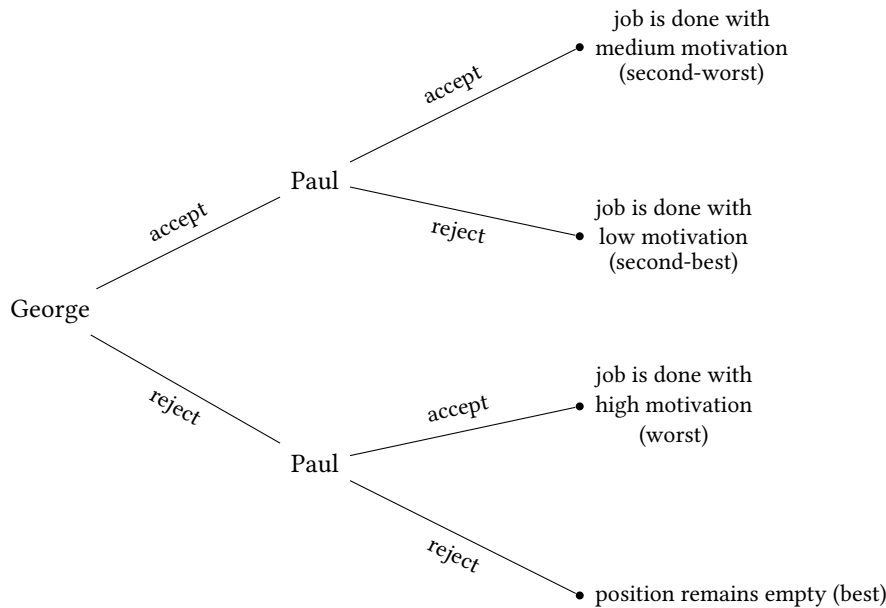 job is done with
medium motivation
(second-worst)
accept
Paul
accept
job is done with
reject
low motivation
(second-best)
George
job is done with
reject
accept
high motivation
(worst)
Paul
reject
position remains empty (best)